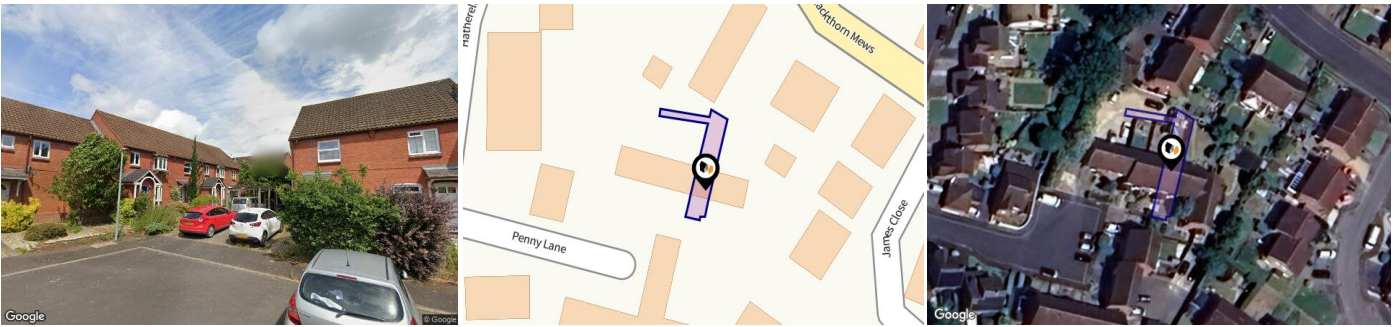 Google
© Google
Hatherel
ackthorn Mews
Penny Lane
James Close
Google